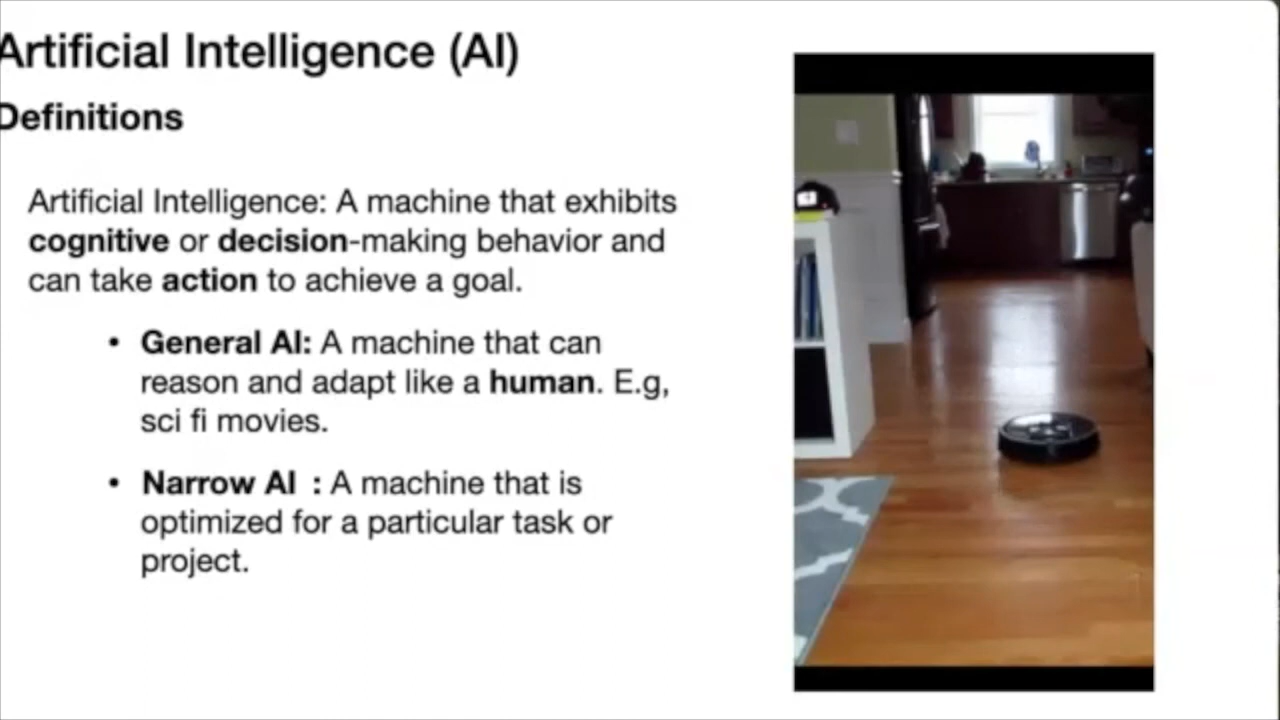 Artificial Intelligence (AI)
Definitions
Artificial Intelligence: A machine that exhibits
cognitive or decision-making behavior and
can take action to achieve a goal.
• General AI: A machine that can
reason and adapt like a human. E.g,
sci fi movies.
• Narrow AI : A machine that is
optimized for a particular task or
project.